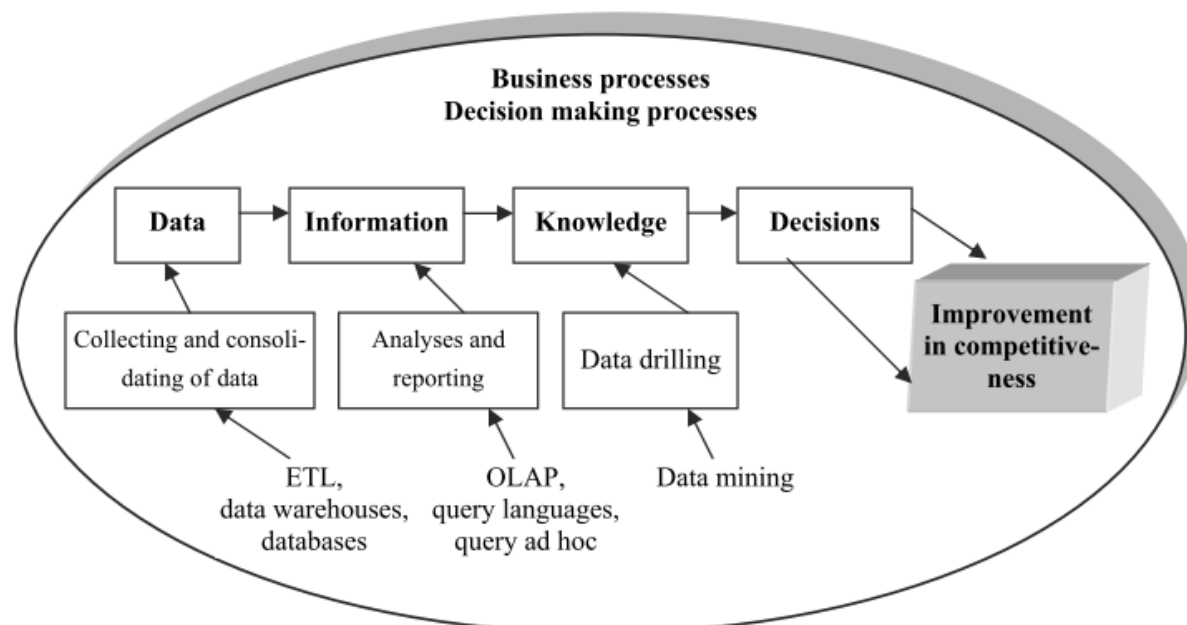 Business processes
Decision making processes
Data
Information
Knowledge
Decisions
Improvement
in competitive-
ness
Collecting and consoli-
dating of data
Analyses and
reporting
Data drilling
ETL,
data warehouses,
databases
OLAP,
query languages,
query ad hoc
Data mining